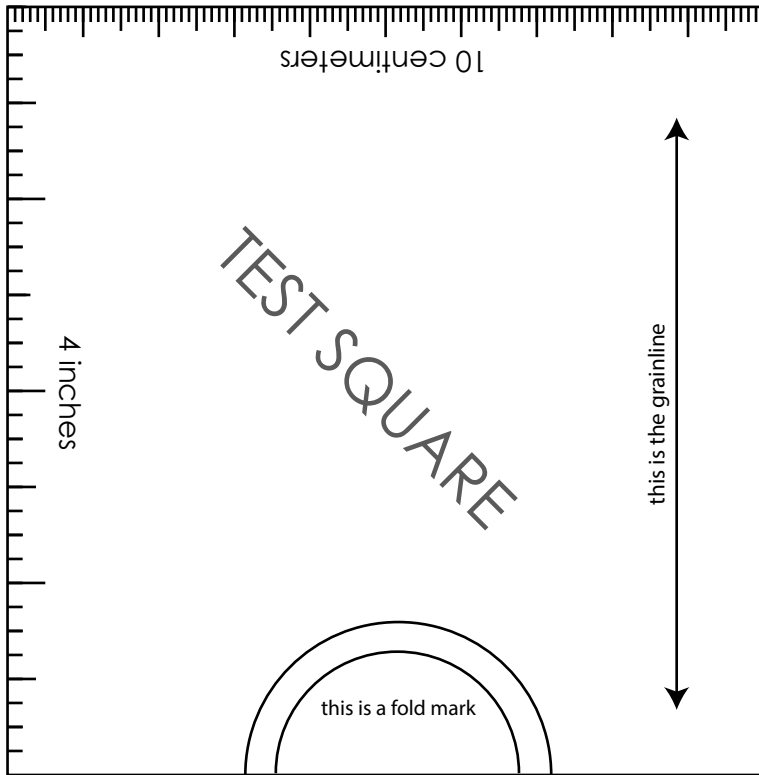 10 centimeters
TEST SQUARE
4 inches
this is the grainline
this is a fold mark